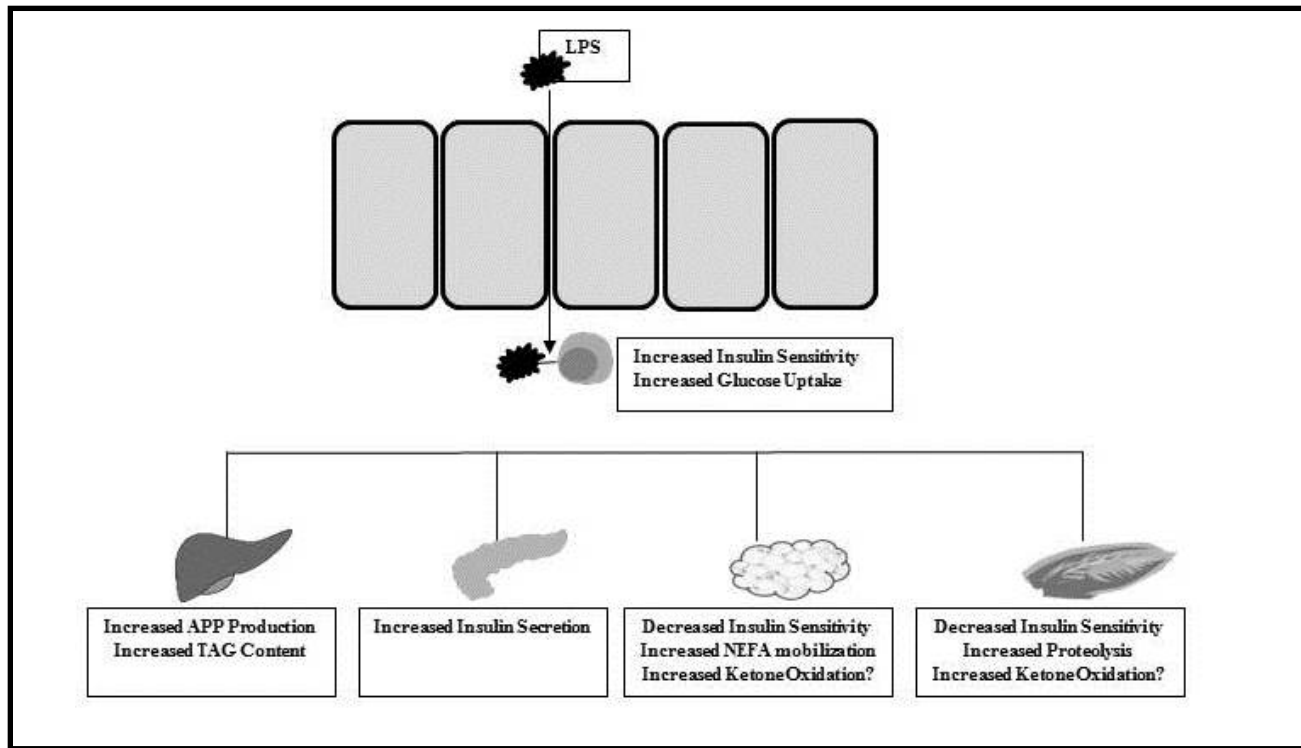 LPS
Increased Insulin Sensitivity
Increased Glucose Uptake
Increased APP Production
Increased TAG Content
Increased Insulin Secretion
Decreased Insulin Sensitivity
Increased NEFA mobilization
Increased Ketone Oxidation?
Decreased Insulin Sensitivity
Increased Proteolysis
Increased Ketone Oxidation?